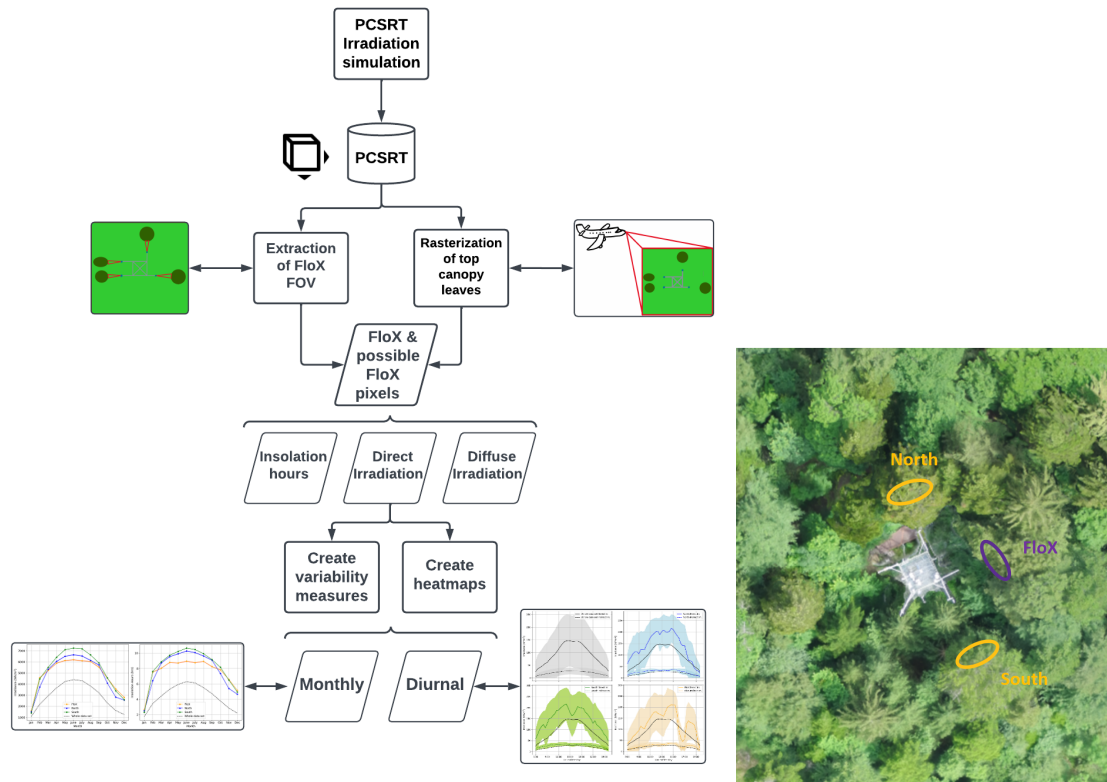 PCSRT
Irradiation
simulation
PCSRT
Extraction
of FloX
FOV
Rasterization
of top
canopy
leaves
FloX &
possible
FloX
pixels
Insolation
hours
Direct
Irradiation
Diffuse
Irradiation
Create
variability
measures
Create
heatmaps
Monthly
Diurnal
North
FloX
South